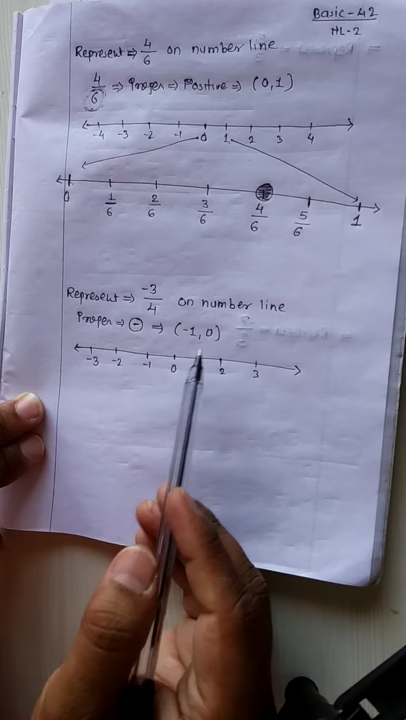 Basic-42
NL-2
Represent ⇒ 4/6 on number line
4/6 ⇒ Proper ⇒ Positive ⇒ (0,1)
-4 -3 -2 -1 0 1 2 3 4
0 1/6 2/6 3/6 4/6 5/6 1
Represent ⇒ -3/4 on number line
Proper ⇒ ⊖ ⇒ (-1,0)
-3 -2 -1 0 2 3